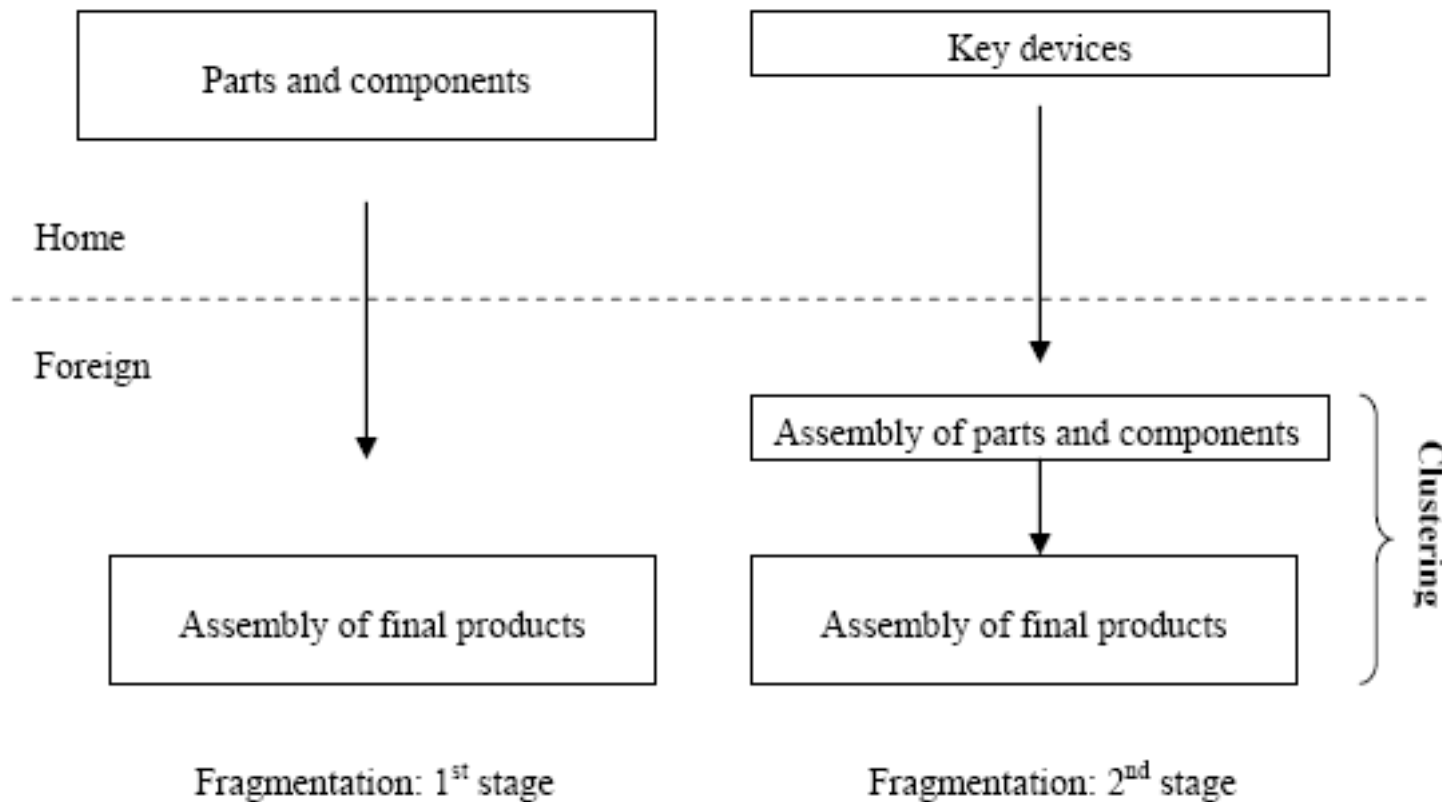 Parts and components
Key devices
Home
Foreign
Assembly of parts and components
Clustering
Assembly of final products
Assembly of final products
Fragmentation: 1st stage
Fragmentation: 2nd stage